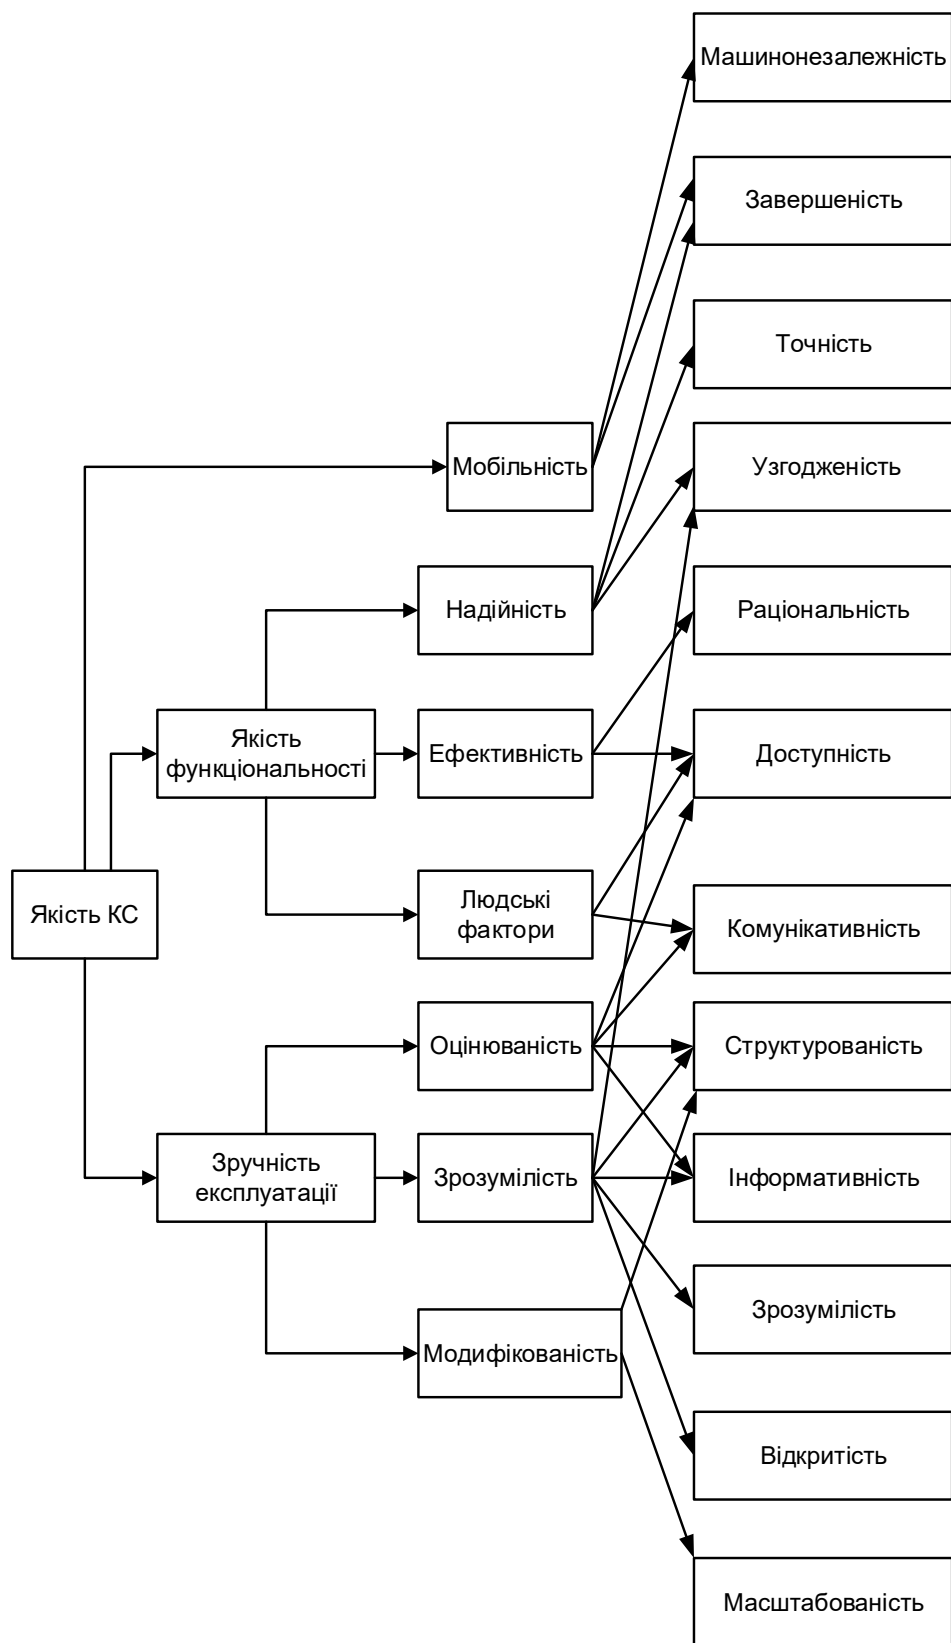 Машинонезалежність
Завершеність
Точність
Мобільність
Узгодженість
Надійність
Раціональність
Якість
функціональності
Ефективність
Доступність
Якість КС
Людські
фактори
Комунікативність
Оцінюваність
Структурованість
Зручність
експлуатації
Зрозумілість
Інформативність
Зрозумілість
Модифікованість
Відкритість
Масштабованість